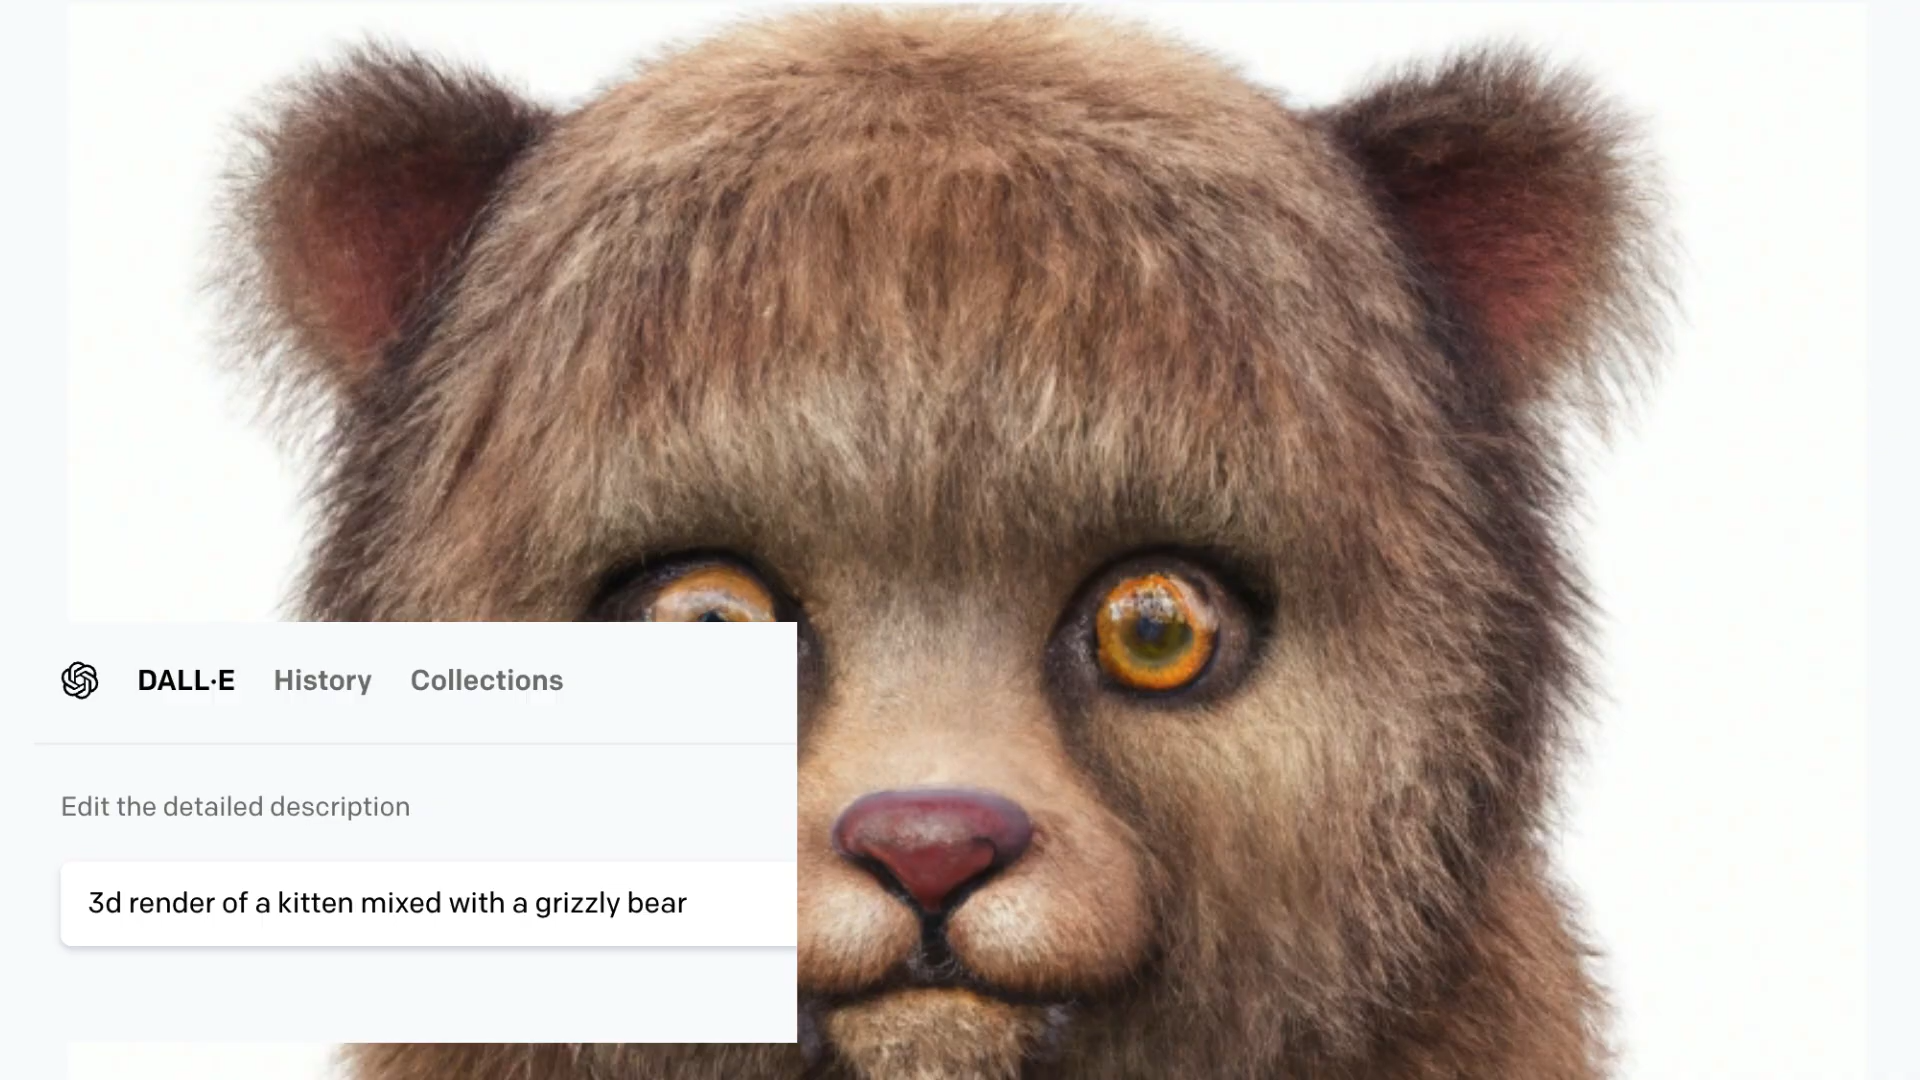 DALL·E History Collections
Edit the detailed description
3d render of a kitten mixed with a grizzly bear